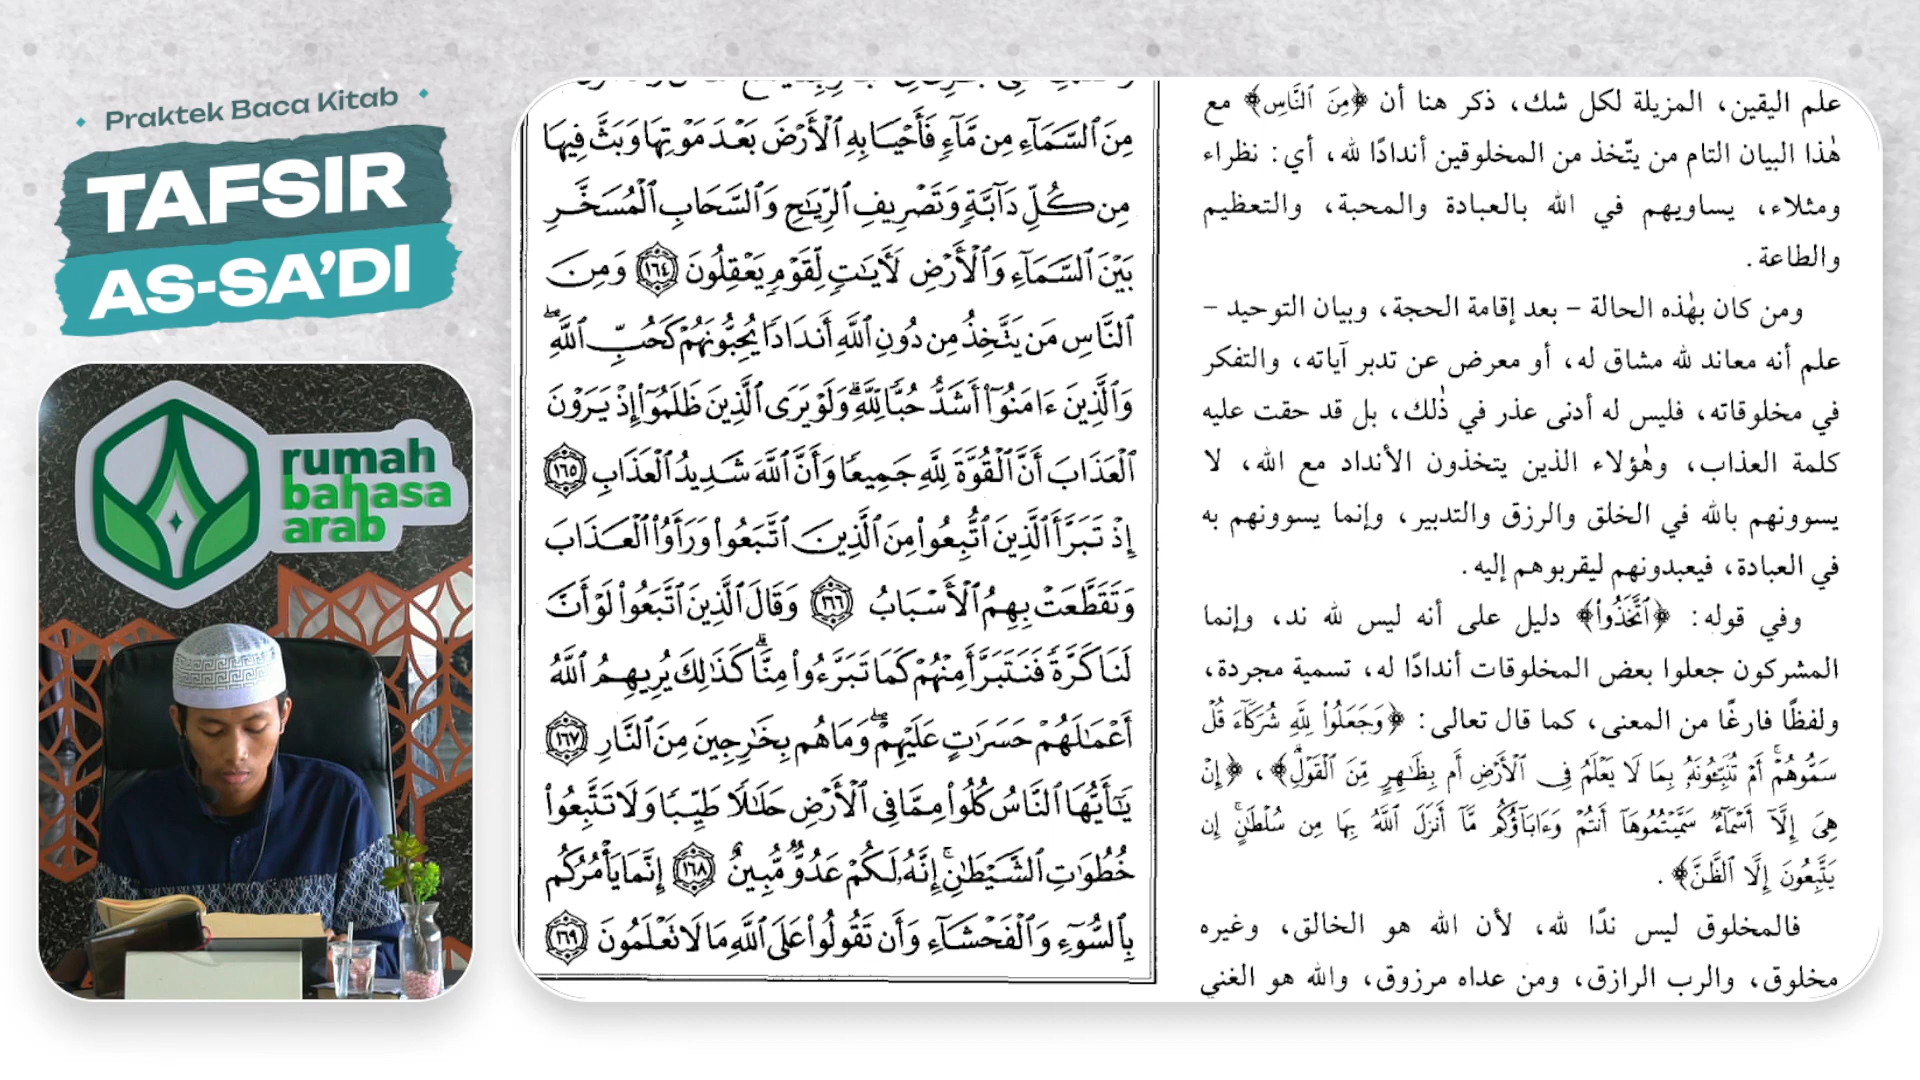 Praktek Baca Kitab
TAFSIR
AS-SA'DI
rumah
bahasa
arab
مِنَ ٱلسَّمَآءِ مِن مَّآءٍ فَأَحْيَا بِهِ ٱلْأَرْضَ بَعْدَ مَوْتِهَا وَبَثَّ فِيهَا
مِن كُلِّ دَآبَّةٍ وَتَصْرِيفِ ٱلرِّيَٰحِ وَٱلسَّحَابِ ٱلْمُسَخَّرِ
بَيْنَ ٱلسَّمَآءِ وَٱلْأَرْضِ لَءَايَٰتٍ لِّقَوْمٍ يَعْقِلُونَ ١٦٤ وَمِنَ
ٱلنَّاسِ مَن يَتَّخِذُ مِن دُونِ ٱللَّهِ أَندَادًا يُحِبُّونَهُمْ كَحُبِّ ٱللَّهِۖ
وَٱلَّذِينَ ءَامَنُوٓا۟ أَشَدُّ حُبًّا لِّلَّهِۗ وَلَوْ يَرَى ٱلَّذِينَ ظَلَمُوٓا۟ إِذْ يَرَوْنَ
ٱلْعَذَابَ أَنَّ ٱلْقُوَّةَ لِلَّهِ جَمِيعًا وَأَنَّ ٱللَّهَ شَدِيدُ ٱلْعَذَابِ ١٦٥
إِذْ تَبَرَّأَ ٱلَّذِينَ ٱتُّبِعُوا۟ مِنَ ٱلَّذِينَ ٱتَّبَعُوا۟ وَرَأَوُا۟ ٱلْعَذَابَ
وَتَقَطَّعَتْ بِهِمُ ٱلْأَسْبَابُ ١٦٦ وَقَالَ ٱلَّذِينَ ٱتَّبَعُوا۟ لَوْ أَنَّ
لَنَا كَرَّةً فَنَتَبَرَّأَ مِنْهُمْ كَمَا تَبَرَّءُوا۟ مِنَّاۗ كَذَٰلِكَ يُرِيهِمُ ٱللَّهُ
أَعْمَٰلَهُمْ حَسَرَٰتٍ عَلَيْهِمْۖ وَمَا هُم بِخَٰرِجِينَ مِنَ ٱلنَّارِ ١٦٧
يَٰٓأَيُّهَا ٱلنَّاسُ كُلُوا۟ مِمَّا فِى ٱلْأَرْضِ حَلَٰلًا طَيِّبًا وَلَا تَتَّبِعُوا۟
خُطُوَٰتِ ٱلشَّيْطَٰنِۚ إِنَّهُۥ لَكُمْ عَدُوٌّ مُّبِينٌ ١٦٨ إِنَّمَا يَأْمُرُكُم
بِٱلسُّوٓءِ وَٱلْفَحْشَآءِ وَأَن تَقُولُوا۟ عَلَى ٱللَّهِ مَا لَا تَعْلَمُونَ ١٦٩
علم اليقين، المزيلة لكل شك، ذكر هنا أن ﴿مِنَ ٱلنَّاسِ﴾ مع
هٰذا البيان التام من يتّخذ من المخلوقين أندادًا لله، أي: نظراء
ومثلاء، يساويهم في الله بالعبادة والمحبة، والتعظيم
والطاعة.
ومن كان بهٰذه الحالة - بعد إقامة الحجة، وبيان التوحيد -
علم أنه معاند لله مشاق له، أو معرض عن تدبر آياته، والتفكر
في مخلوقاته، فليس له أدنى عذر في ذٰلك، بل قد حقت عليه
كلمة العذاب، وهٰؤلاء الذين يتخذون الأنداد مع الله، لا
يسوونهم بالله في الخلق والرزق والتدبير، وإنما يسوونهم به
في العبادة، فيعبدونهم ليقربوهم إليه.
وفي قوله: ﴿ٱتَّخَذُوا۟﴾ دليل على أنه ليس لله ند، وإنما
المشركون جعلوا بعض المخلوقات أندادًا له، تسمية مجردة،
ولفظًا فارغًا من المعنى، كما قال تعالى: ﴿وَجَعَلُوا۟ لِلَّهِ شُرَكَآءَ قُلْ
سَمُّوهُمْۚ أَمْ تُنَبِّـُٔونَهُۥ بِمَا لَا يَعْلَمُ فِى ٱلْأَرْضِ أَم بِظَٰهِرٍ مِّنَ ٱلْقَوْلِۗ﴾، ﴿إِنْ
هِىَ إِلَّآ أَسْمَآءٌ سَمَّيْتُمُوهَآ أَنتُمْ وَءَابَآؤُكُم مَّآ أَنزَلَ ٱللَّهُ بِهَا مِن سُلْطَٰنٍۚ إِن
يَتَّبِعُونَ إِلَّا ٱلظَّنَّ﴾.
فالمخلوق ليس ندًا لله، لأن الله هو الخالق، وغيره
مخلوق، والرب الرازق، ومن عداه مرزوق، والله هو الغني